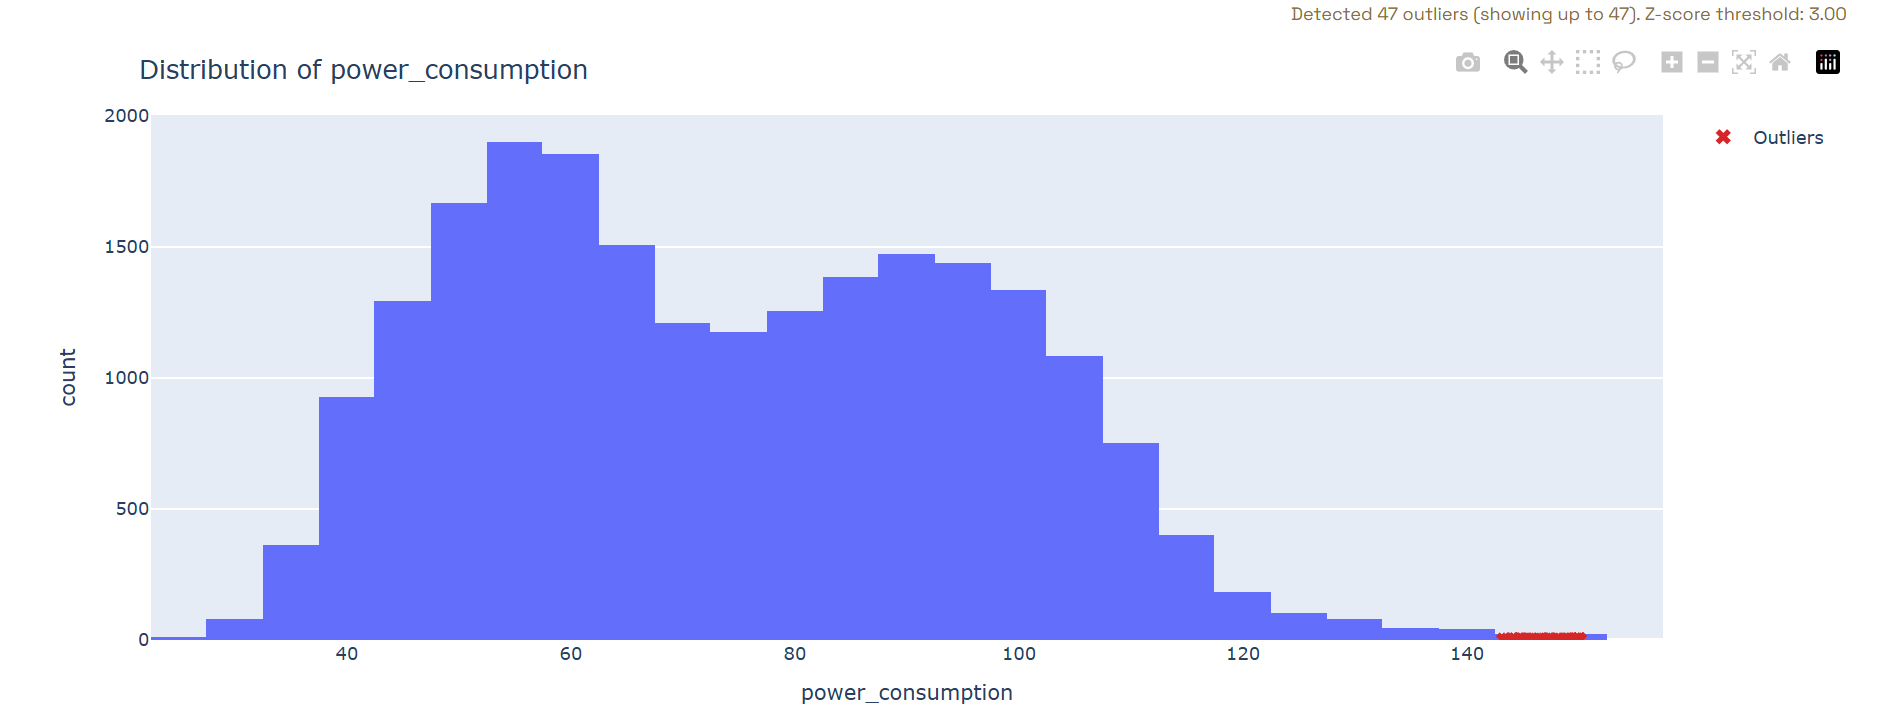 Detected 47 outliers (showing up to 47). Z-score threshold: 3.00
Distribution of power_consumption
2000
1500
1000
500
0
count
40 60 80 100 120 140
power_consumption
Outliers